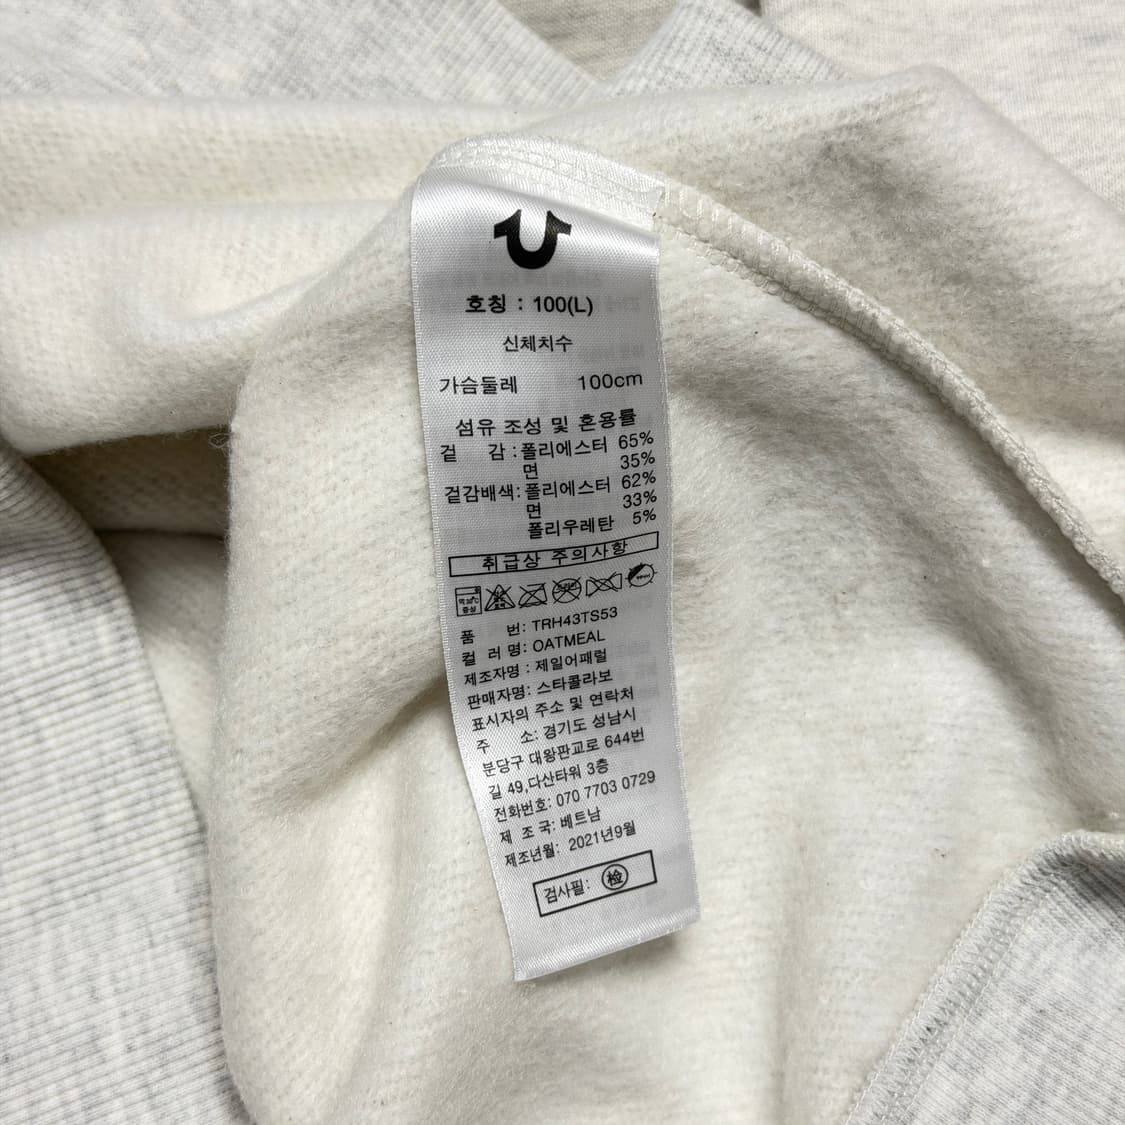 호칭 : 100(L)
신체치수
가슴둘레 100cm
섬유 조성 및 혼용률
겉 감 : 폴리에스터 65%
면 35%
겉감배색: 폴리에스터 62%
면 33%
폴리우레탄 5%
취급상 주의사항
약30℃
중성
품 번: TRH43TS53
컬 러 명: OATMEAL
제조자명 : 제일어패럴
판매자명: 스타콜라보
표시자의 주소 및 연락처
주 소: 경기도 성남시
분당구 대왕판교로 644번
길 49,다산타워 3층
전화번호: 070 7703 0729
제 조 국: 베트남
제조년월: 2021년9월
검사필: 检